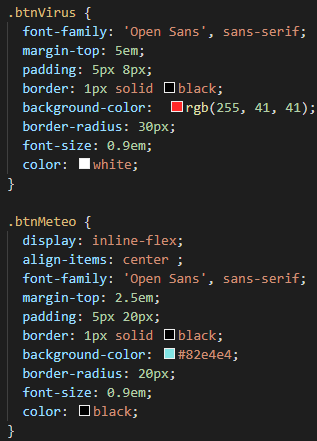 .btnVirus {
font-family: 'Open Sans', sans-serif;
margin-top: 5em;
padding: 5px 8px;
border: 1px solid black;
background-color: rgb(255, 41, 41);
border-radius: 30px;
font-size: 0.9em;
color: white;
}
.btnMeteo {
display: inline-flex;
align-items: center ;
font-family: 'Open Sans', sans-serif;
margin-top: 2.5em;
padding: 5px 20px;
border: 1px solid black;
background-color: #82e4e4;
border-radius: 20px;
font-size: 0.9em;
color: black;
}